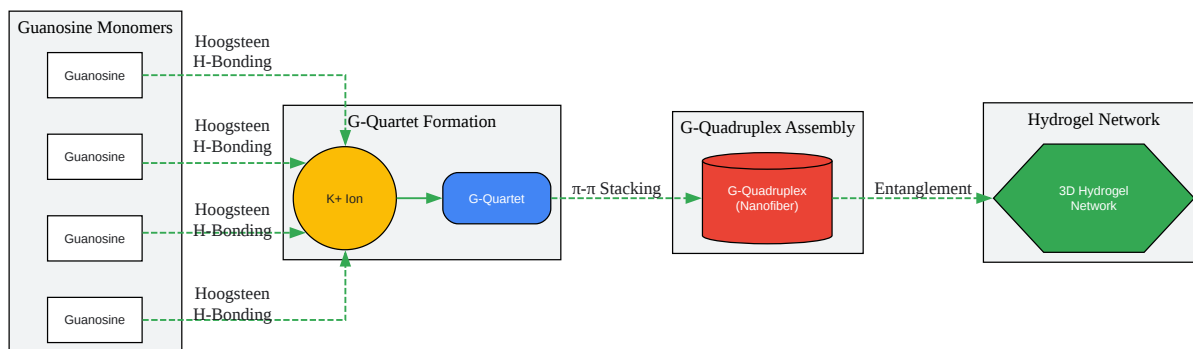 Guanosine Monomers
Guanosine
Guanosine
Guanosine
Guanosine
Hoogsteen
H-Bonding
Hoogsteen
H-Bonding
Hoogsteen
H-Bonding
Hoogsteen
H-Bonding
G-Quartet Formation
K+ Ion
G-Quartet
π-π Stacking
G-Quadruplex Assembly
G-Quadruplex
(Nanofiber)
Entanglement
Hydrogel Network
3D Hydrogel
Network